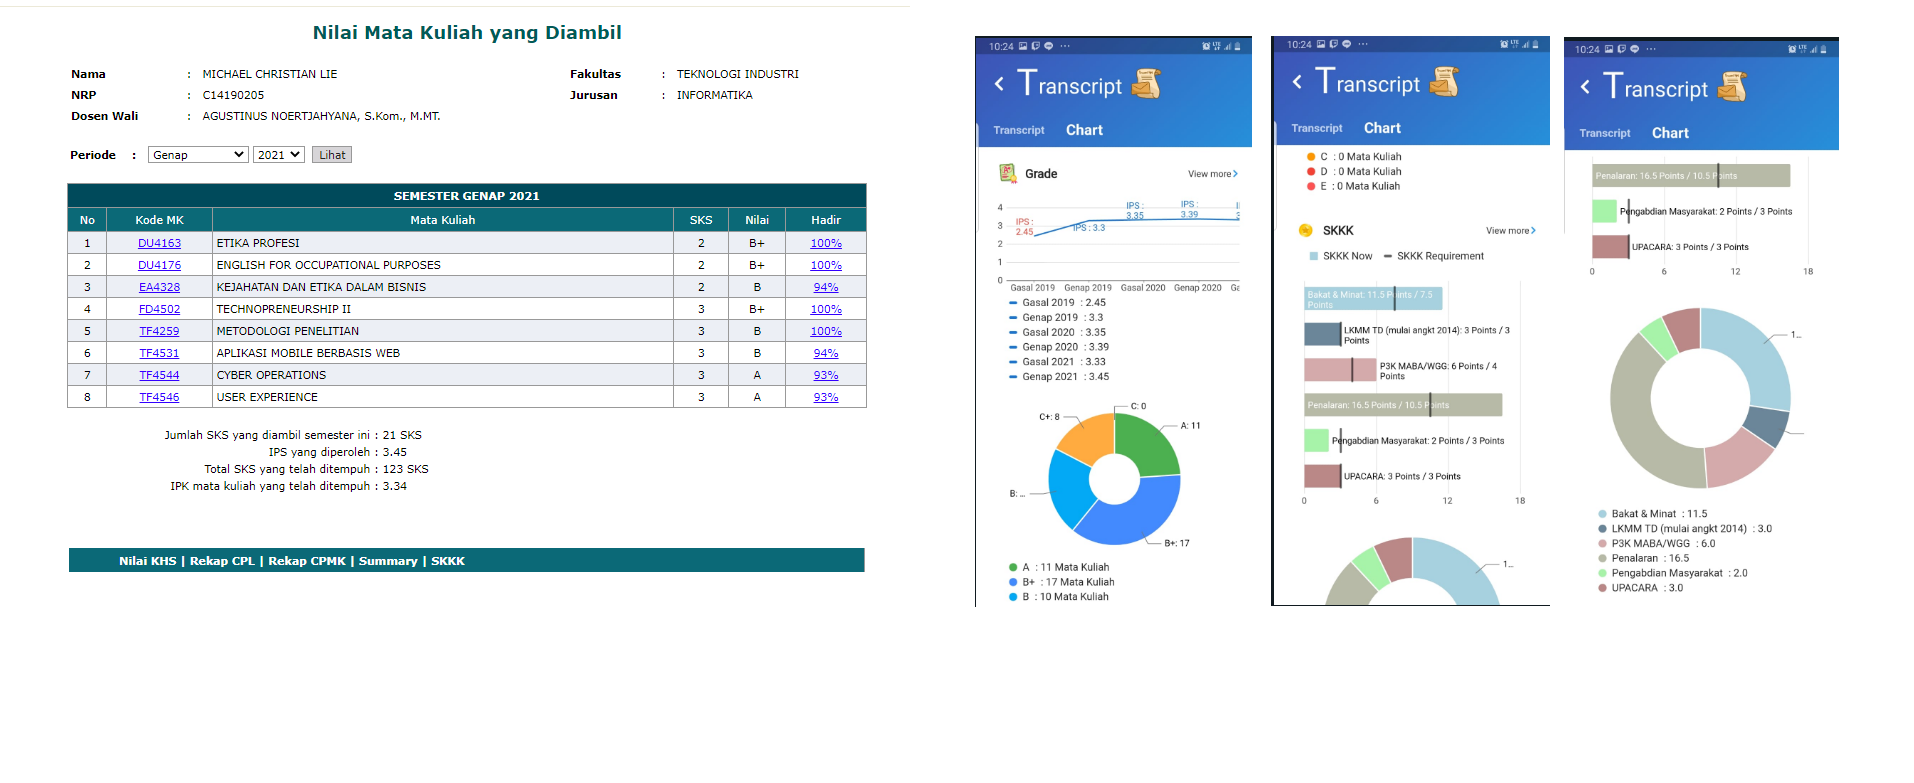 Nilai Mata Kuliah yang Diambil
Nama : MICHAEL CHRISTIAN LIE Fakultas : TEKNOLOGI INDUSTRI
NRP : C14190205 Jurusan : INFORMATIKA
Dosen Wali : AGUSTINUS NOERTJAHYANA, S.Kom., M.MT.
Periode : Genap 2021 Lihat
SEMESTER GENAP 2021
No Kode MK Mata Kuliah SKS Nilai Hadir
1 DU4163 ETIKA PROFESI 2 B+ 100%
2 DU4176 ENGLISH FOR OCCUPATIONAL PURPOSES 2 B+ 100%
3 EA4328 KEJAHATAN DAN ETIKA DALAM BISNIS 2 B 94%
4 FD4502 TECHNOPRENEURSHIP II 3 B+ 100%
5 TF4259 METODOLOGI PENELITIAN 3 B 100%
6 TF4531 APLIKASI MOBILE BERBASIS WEB 3 B 94%
7 TF4544 CYBER OPERATIONS 3 A 93%
8 TF4546 USER EXPERIENCE 3 A 93%
Jumlah SKS yang diambil semester ini : 21 SKS
IPS yang diperoleh : 3.45
Total SKS yang telah ditempuh : 123 SKS
IPK mata kuliah yang telah ditempuh : 3.34
Nilai KHS | Rekap CPL | Rekap CPMK | Summary | SKKK
10:24 ...
Transcript
Transcript Chart
Grade View more
4
3
2
1
0
IPS : 2.45
IPS : 3.3
IPS : 3.35
IPS : 3.39
Gasal 2019 Genap 2019 Gasal 2020 Genap 2020 Ga
Gasal 2019 : 2.45
Genap 2019 : 3.3
Gasal 2020 : 3.35
Genap 2020 : 3.39
Gasal 2021 : 3.33
Genap 2021 : 3.45
C+: 8
C: 0
A: 11
B: ...
B+: 17
A : 11 Mata Kuliah
B+ : 17 Mata Kuliah
B : 10 Mata Kuliah
10:24 ...
Transcript
Transcript Chart
C : 0 Mata Kuliah
D : 0 Mata Kuliah
E : 0 Mata Kuliah
SKKK View more
SKKK Now SKKK Requirement
Bakat & Minat: 11.5 Points / 7.5
Points
LKMM TD (mulai angkt 2014): 3 Points / 3
Points
P3K MABA/WGG: 6 Points / 4
Points
Penalaran: 16.5 Points / 10.5 Points
Pengabdian Masyarakat: 2 Points / 3 Points
UPACARA: 3 Points / 3 Points
0 6 12 18
1...
10:24 ...
Transcript
Transcript Chart
Penalaran: 16.5 Points / 10.5 Points
Pengabdian Masyarakat: 2 Points / 3 Points
UPACARA: 3 Points / 3 Points
0 6 12 18
1...
Bakat & Minat : 11.5
LKMM TD (mulai angkt 2014) : 3.0
P3K MABA/WGG : 6.0
Penalaran : 16.5
Pengabdian Masyarakat : 2.0
UPACARA : 3.0